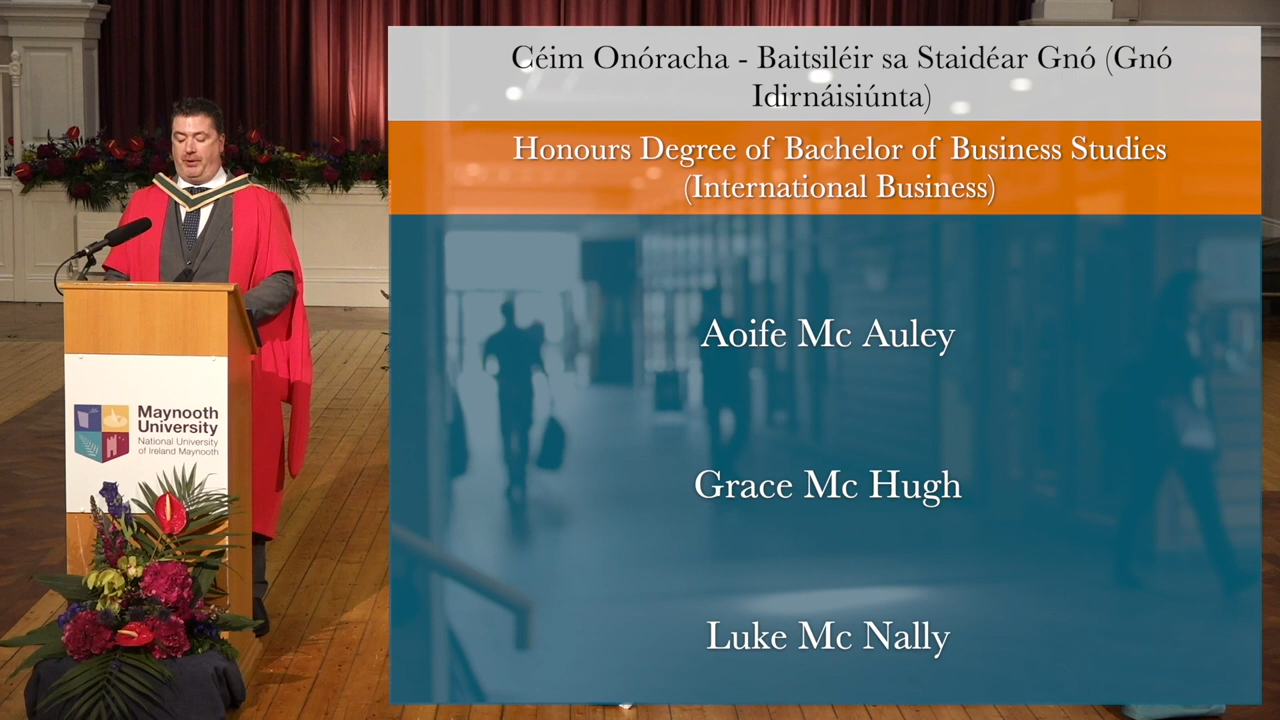 Céim Onóracha - Baitsiléir sa Staidéar Gnó (Gnó
Idirnáisiúnta)
Honours Degree of Bachelor of Business Studies
(International Business)
Aoife Mc Auley
Grace Mc Hugh
Luke Mc Nally
Maynooth
University
National University
of Ireland Maynooth